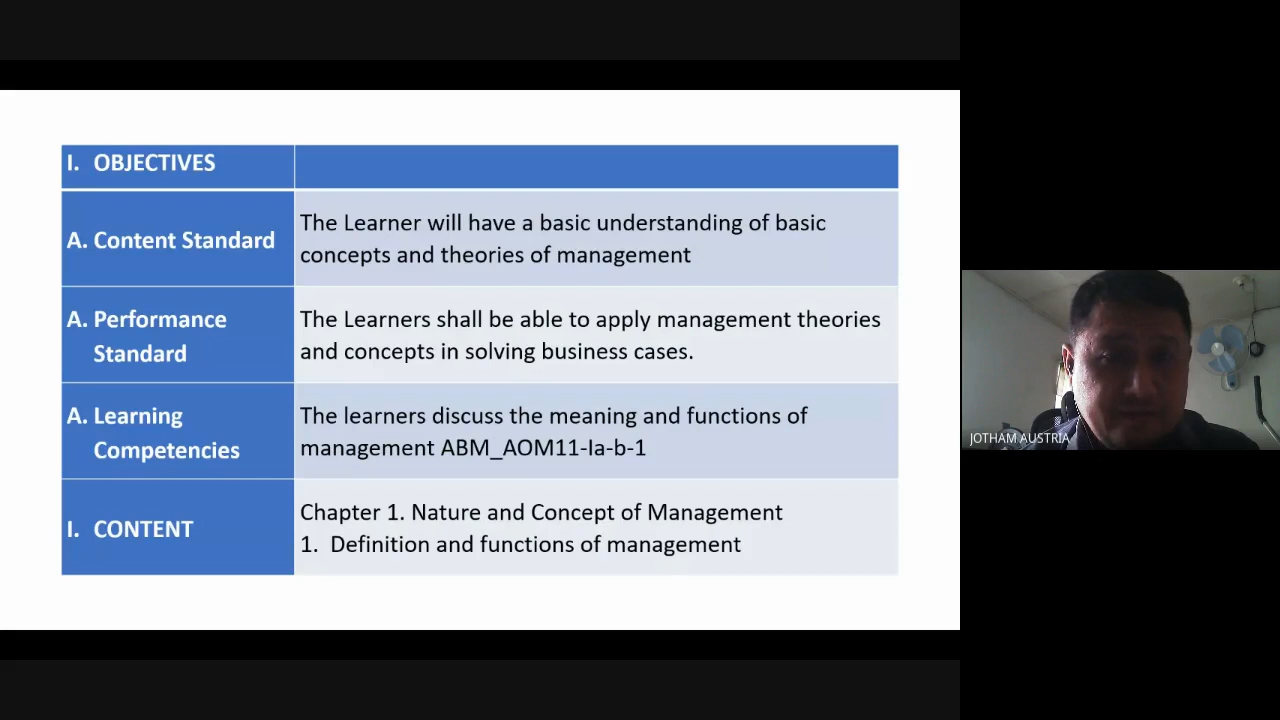 I. OBJECTIVES
A. Content Standard
The Learner will have a basic understanding of basic
concepts and theories of management
A. Performance
Standard
The Learners shall be able to apply management theories
and concepts in solving business cases.
A. Learning
Competencies
The learners discuss the meaning and functions of
management ABM_AOM11-Ia-b-1
I. CONTENT
Chapter 1. Nature and Concept of Management
1. Definition and functions of management
JOTHAM AUSTRIA